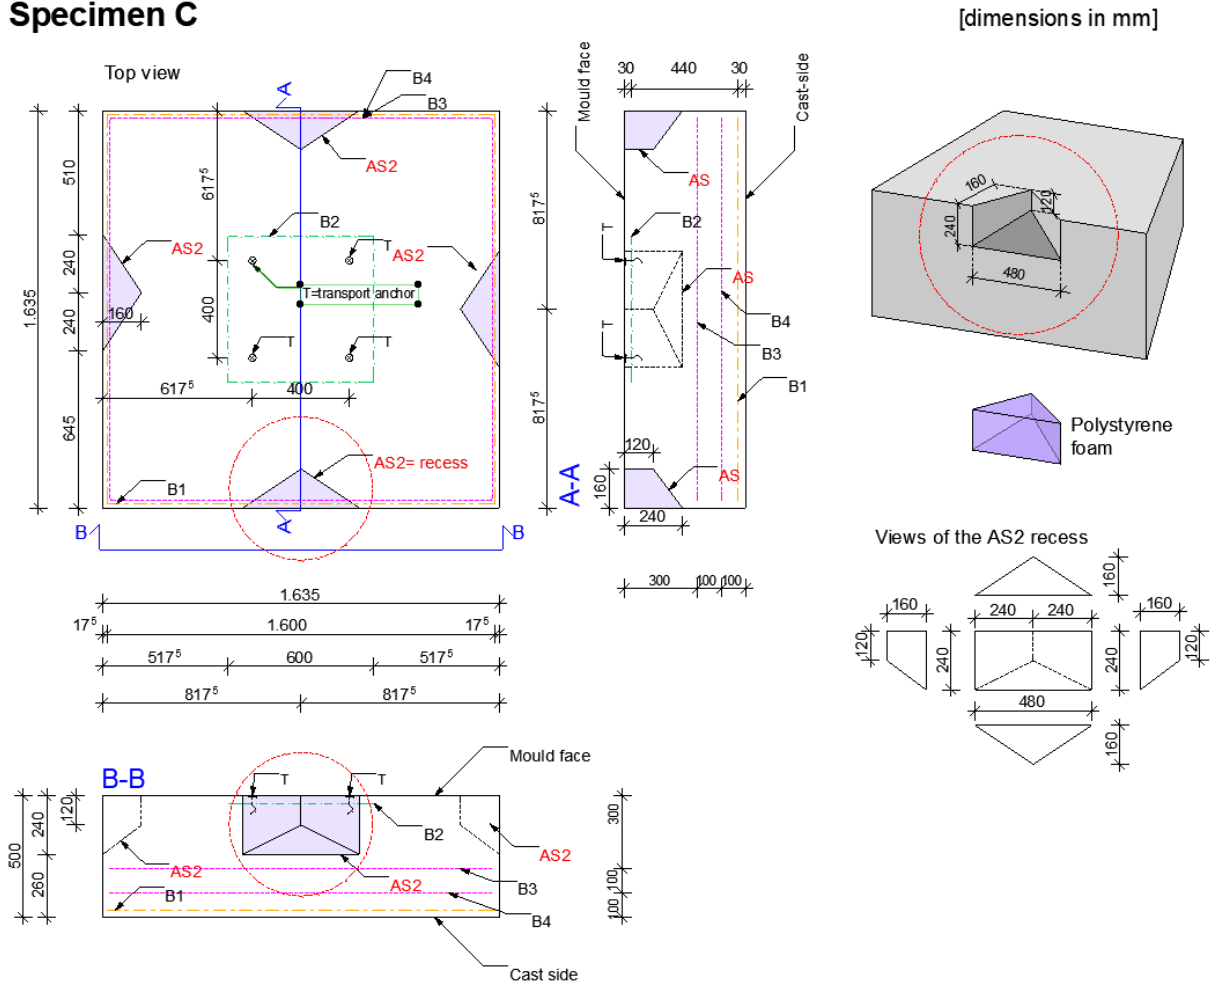 Specimen C
[dimensions in mm]
Top view
B4
B3
AS2
A
1.635
510
240
240
645
617⁵
400
AS2
160
B2
T
AS2
T=transport anchor
T
T
617⁵
400
AS2= recess
B1
A
B
B
1.635
17⁵
1.600
17⁵
517⁵
600
517⁵
817⁵
817⁵
Mould face
Cast-side
30
440
30
817⁵
817⁵
AS
B2
T
AS
B4
T
B3
B1
120
AS
160
240
A-A
300
100
100
160
120
240
480
Polystyrene
foam
Views of the AS2 recess
160
160
240
240
160
120
240
240
120
480
160
B-B
T
T
Mould face
500
240
260
120
B2
AS2
AS2
AS2
B1
B3
B4
300
100
100
Cast side